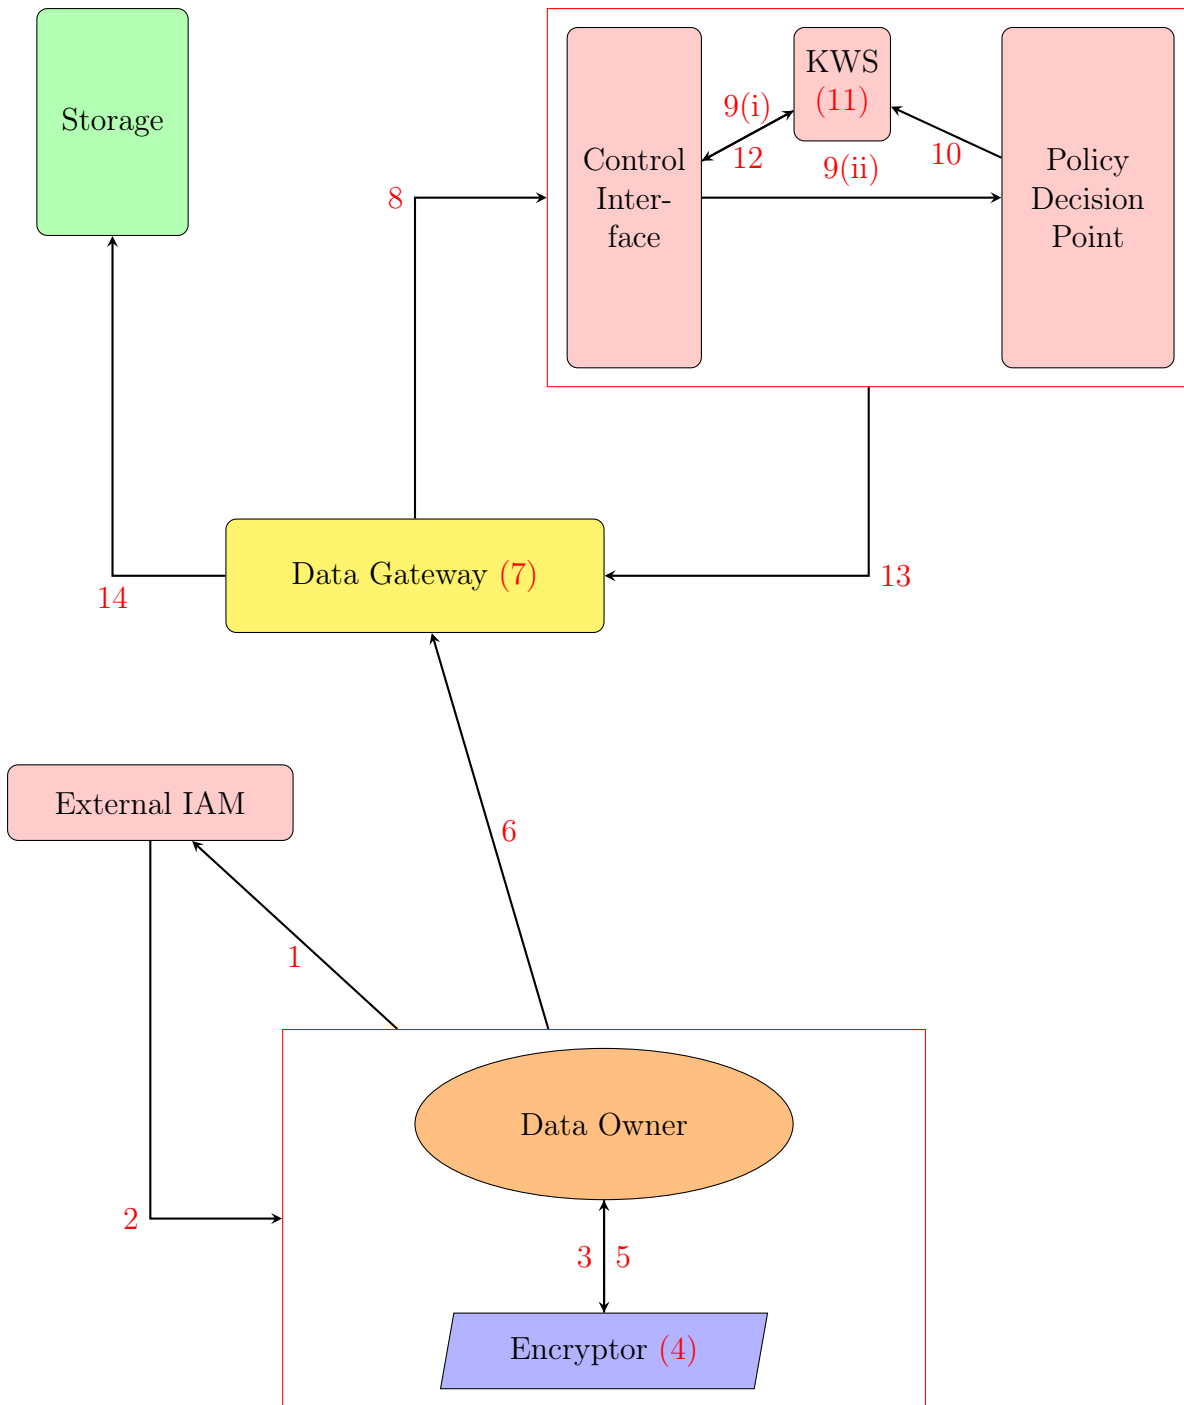 KWS
(11)
Storage
9(i)
12
9(ii)
10
Control
Inter-
face
Policy
Decision
Point
8
Data Gateway (7)
13
14
External IAM
6
1
Data Owner
2
3
5
Encryptor (4)